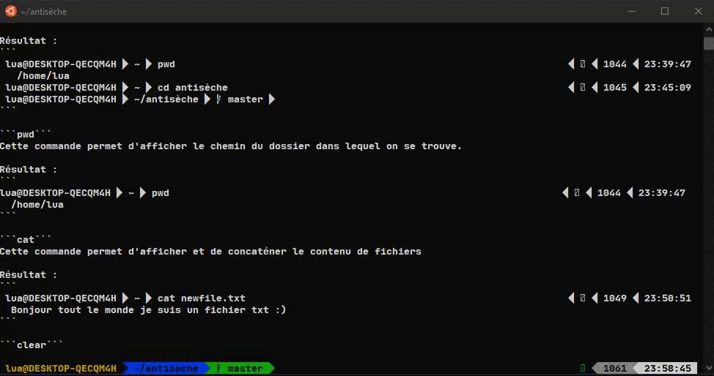 ~/antisèche
Résultat :
```
lua@DESKTOP-QECQM4H ~ pwd 1044 23:39:47
/home/lua
lua@DESKTOP-QECQM4H ~ cd antisèche 1045 23:45:09
lua@DESKTOP-QECQM4H ~/antisèche master
```
```pwd```
Cette commande permet d'afficher le chemin du dossier dans lequel on se trouve.
Résultat :
```
lua@DESKTOP-QECQM4H ~ pwd 1044 23:39:47
/home/lua
```
```cat```
Cette commande permet d'afficher et de concaténer le contenu de fichiers
Résultat :
```
lua@DESKTOP-QECQM4H ~ cat newfile.txt 1049 23:50:51
Bonjour tout le monde je suis un fichier txt :)
```
```clear```
lua@DESKTOP-QECQM4H ~/antisèche master 1061 23:58:45